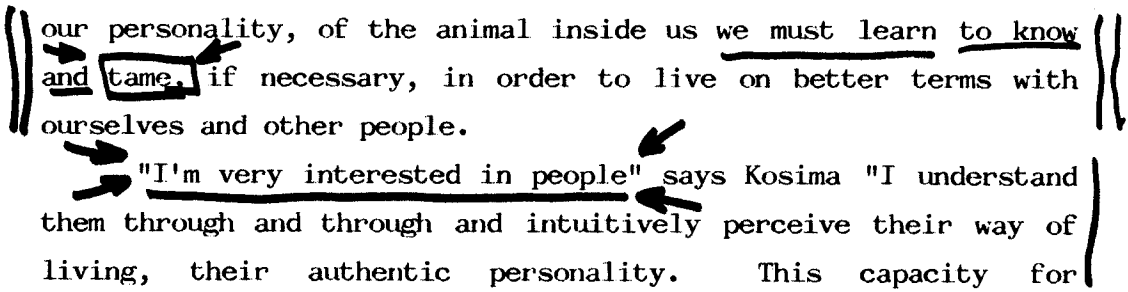 our personality, of the animal inside us we must learn to know
and tame, if necessary, in order to live on better terms with
ourselves and other people.
"I'm very interested in people" says Kosima "I understand
them through and through and intuitively perceive their way of
living, their authentic personality. This capacity for